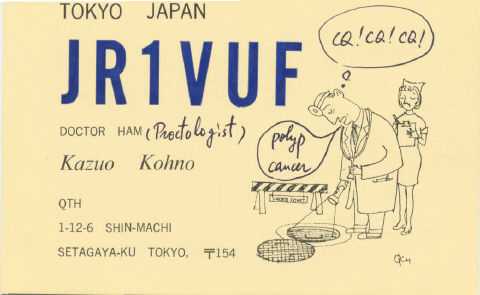 TOKYO JAPAN
CQ! CQ! CQ!
JR1VUF
DOCTOR HAM (Proctologist)
polyp
cancer
Kazuo Kohno
QTH
1-12-6 SHIN-MACHI
SETAGAYA-KU TOKYO, 〒154